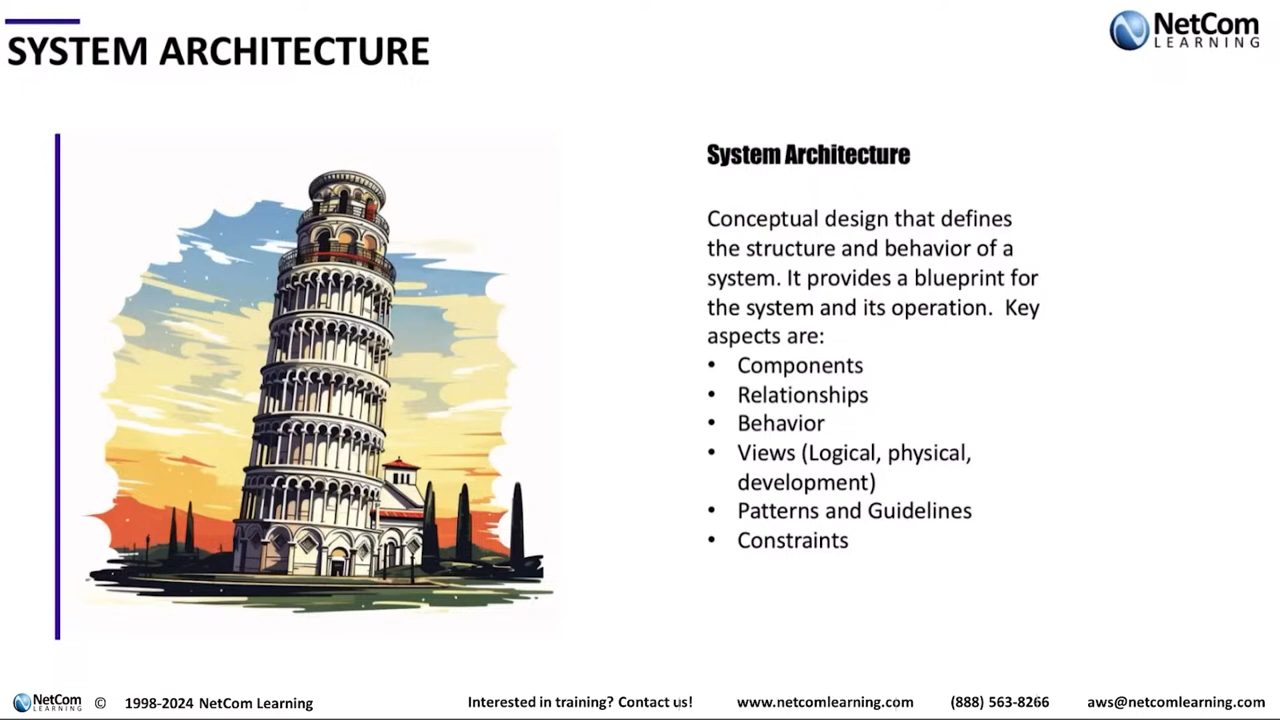 SYSTEM ARCHITECTURE
NetCom
LEARNING
System Architecture
Conceptual design that defines
the structure and behavior of a
system. It provides a blueprint for
the system and its operation.  Key
aspects are:
• Components
• Relationships
• Behavior
• Views (Logical, physical,
development)
• Patterns and Guidelines
• Constraints
NetCom
LEARNING
© 1998-2024 NetCom Learning
Interested in training? Contact us!
www.netcomlearning.com
(888) 563-8266
aws@netcomlearning.com